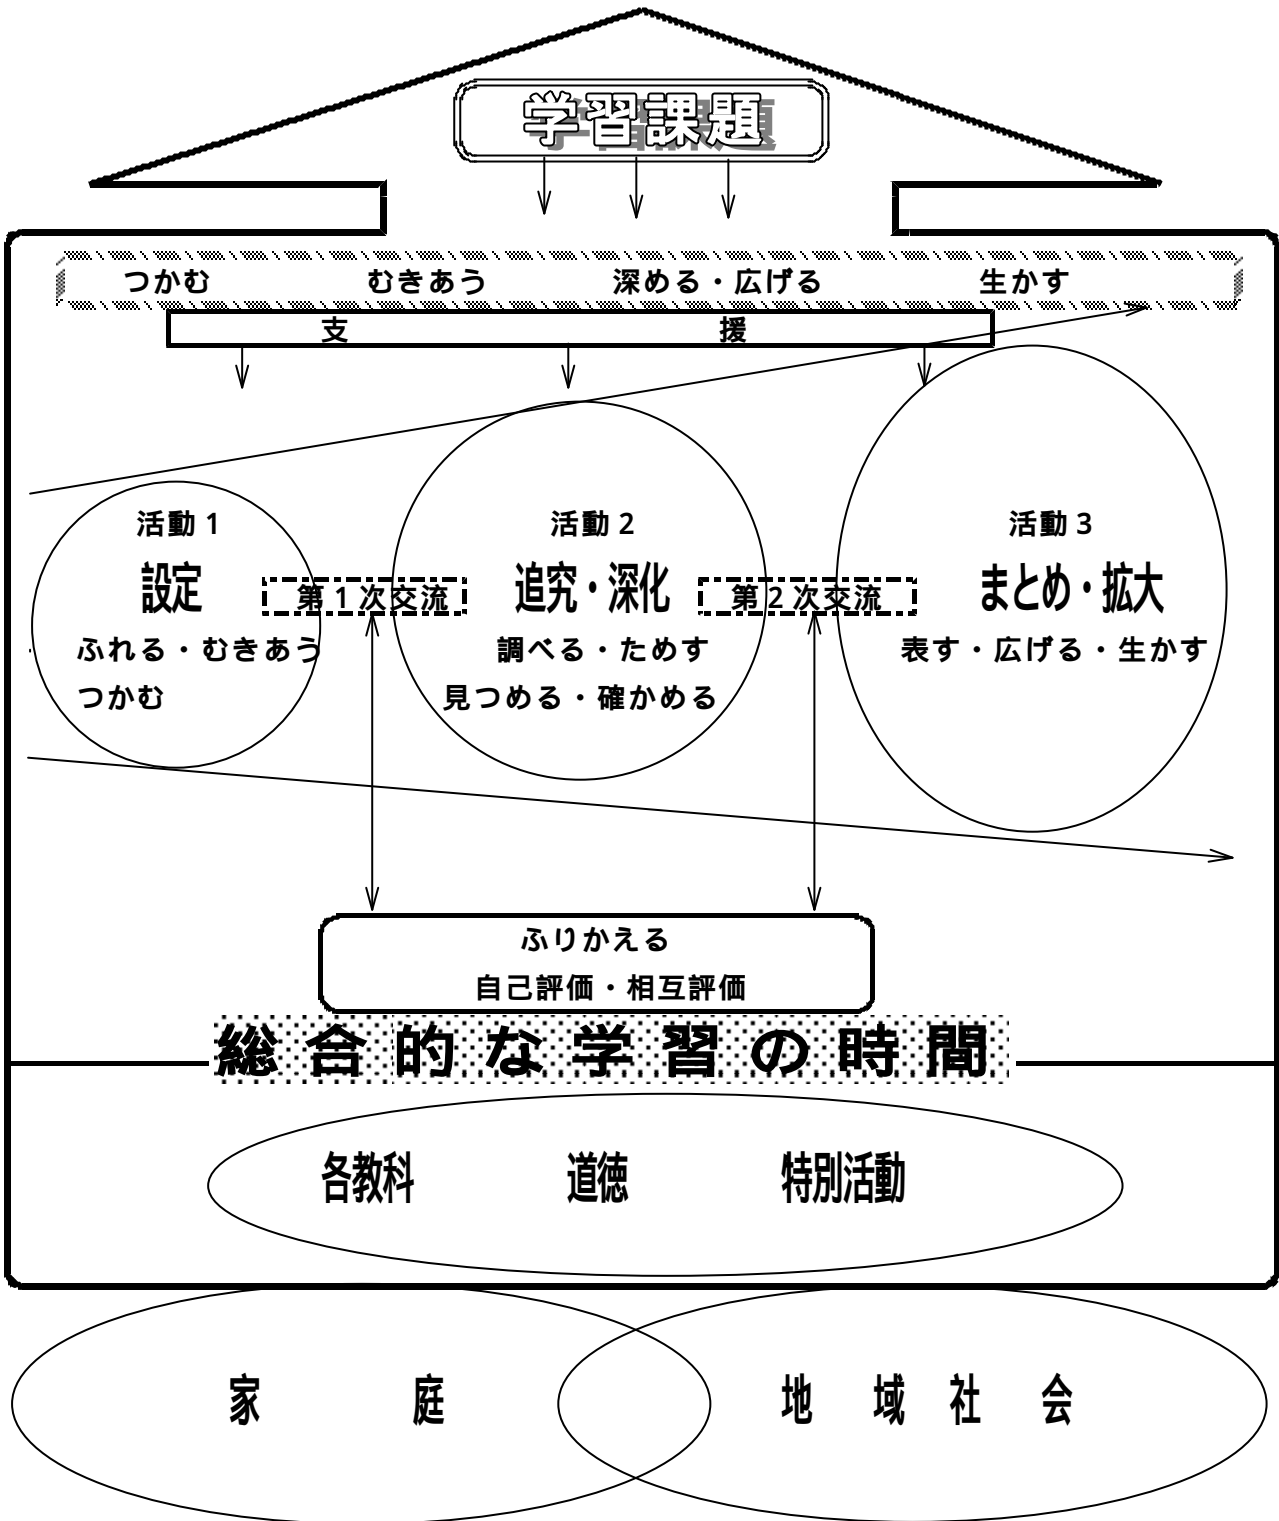 学習課題
つかむ むきあう 深める・広げる 生かす
支 援
活動1
設定
ふれる・むきあう
つかむ
第1次交流
活動2
追究・深化
調べる・ためす
見つめる・確かめる
第2次交流
活動3
まとめ・拡大
表す・広げる・生かす
ふりかえる
自己評価・相互評価
総合的な学習の時間
各教科 道徳 特別活動
家 庭 地 域 社 会